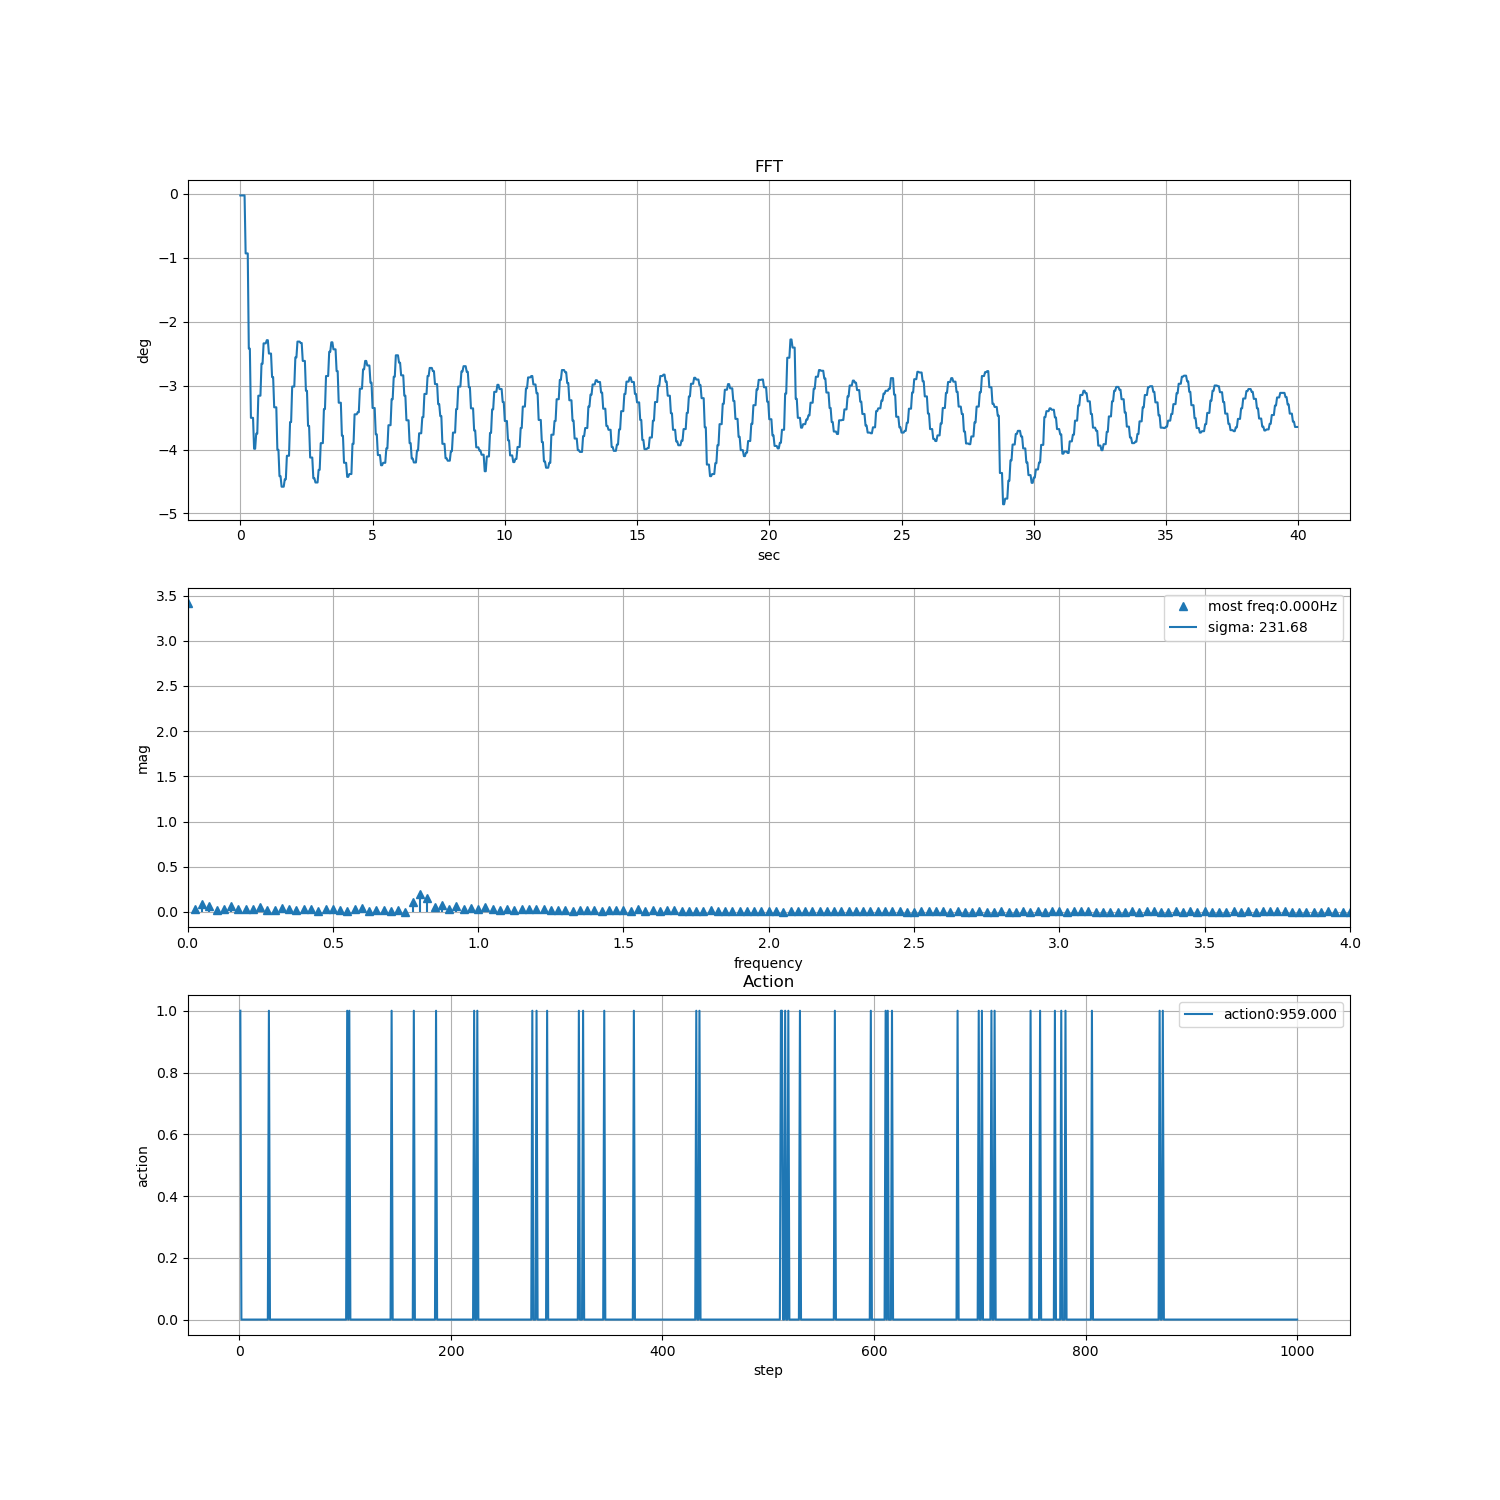 FFT
0
−1
−2
−3
−4
−5
deg
0 5 10 15 20 25 30 35 40
sec
3.5
3.0
2.5
2.0
1.5
1.0
0.5
0.0
mag
most freq:0.000Hz
sigma: 231.68
0.0 0.5 1.0 1.5 2.0 2.5 3.0 3.5 4.0
frequency
Action
1.0
0.8
0.6
0.4
0.2
0.0
action
action0:959.000
0 200 400 600 800 1000
step